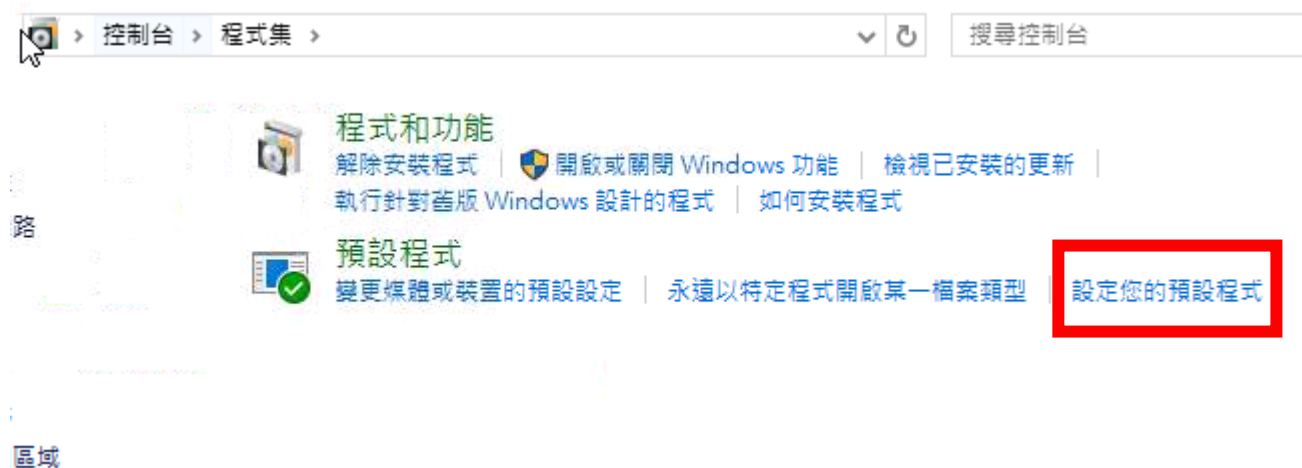 控制台 › 程式集 › 搜尋控制台
程式和功能
解除安裝程式 開啟或關閉 Windows 功能 檢視已安裝的更新
執行針對舊版 Windows 設計的程式 如何安裝程式
路
預設程式
變更媒體或裝置的預設設定 永遠以特定程式開啟某一檔案類型 設定您的預設程式
區域